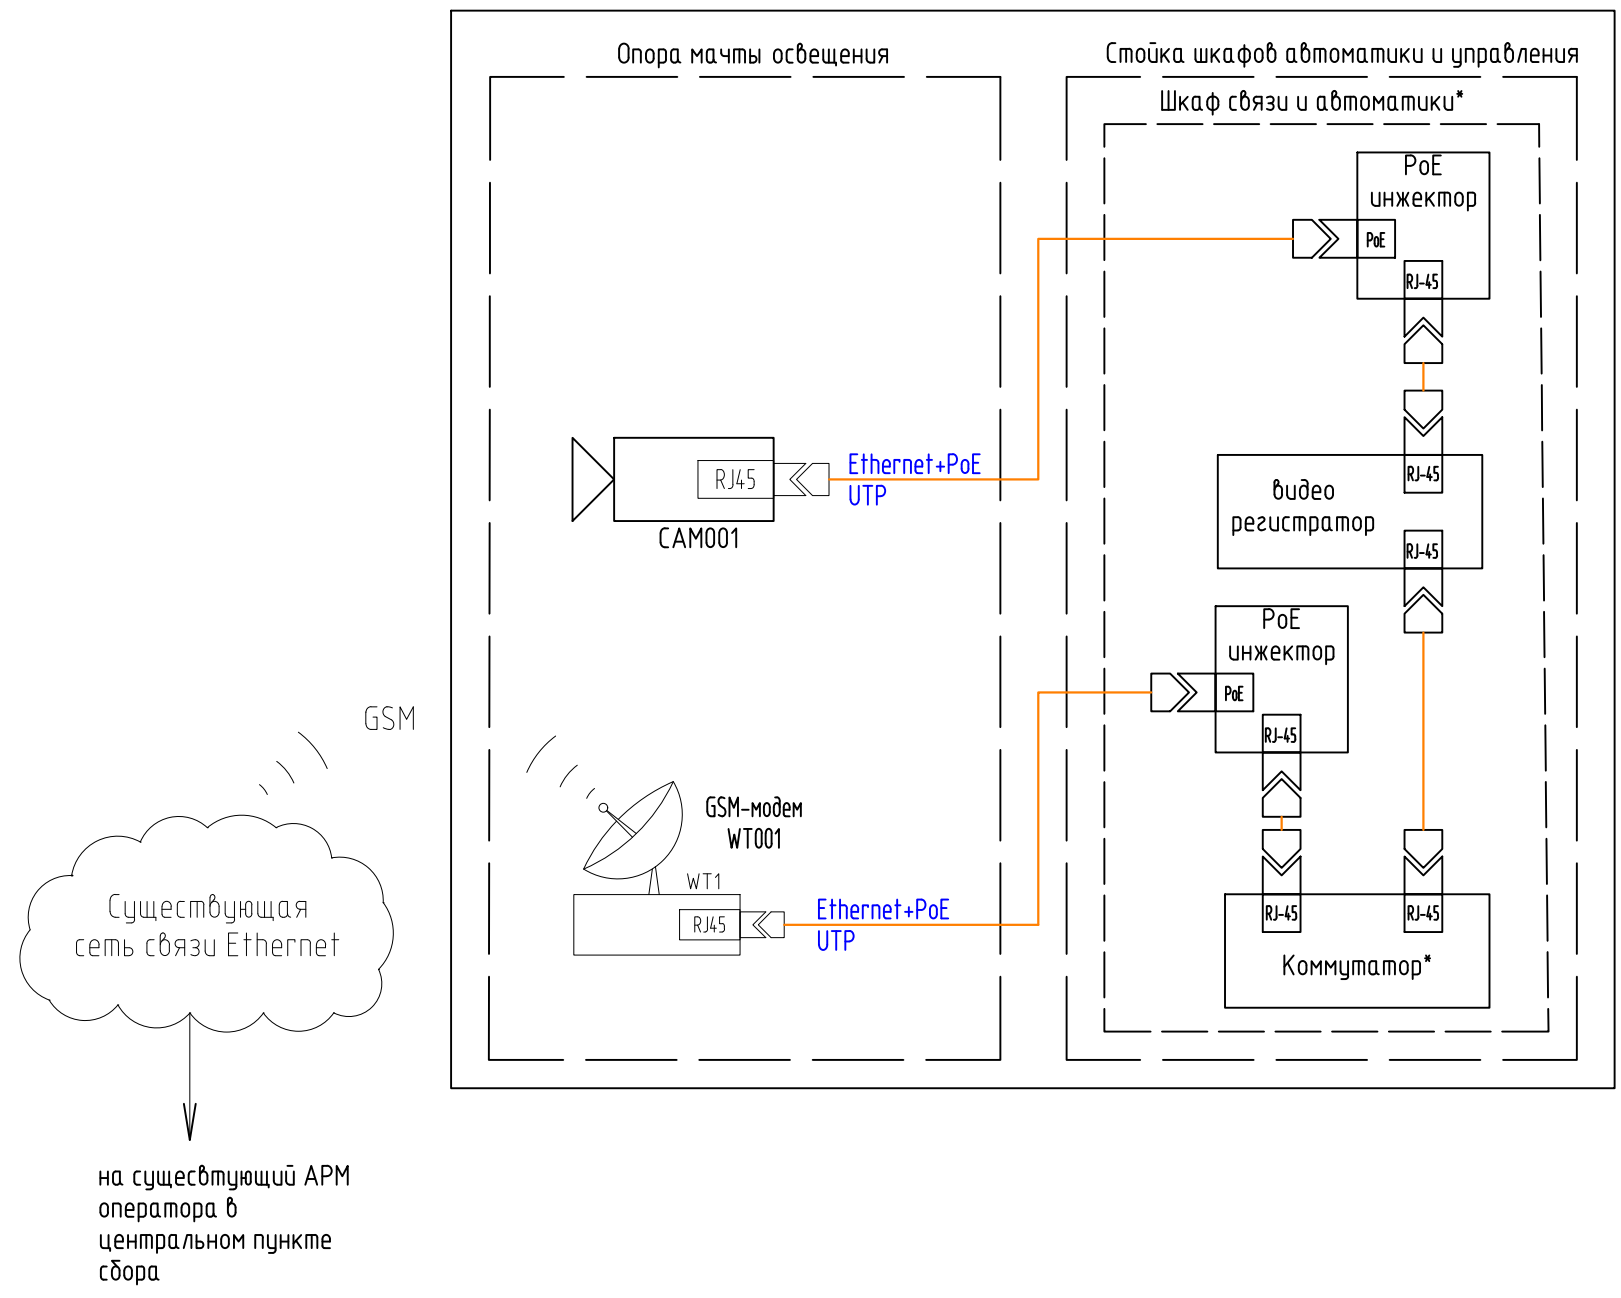 Опора мачты освещения
Стойка шкафов автоматики и управления
Шкаф связи и автоматики*
PoE
инжектор
PoE
RJ-45
RJ-45
видео
регистратор
RJ-45
RJ45
CAM001
Ethernet+PoE
UTP
PoE
инжектор
PoE
RJ-45
GSM
GSM-модем
WT001
WT1
RJ45
Ethernet+PoE
UTP
RJ-45
RJ-45
Коммутатор*
Существующая
сеть связи Ethernet
на сущесвтующий АРМ
оператора в
центральном пункте
сбора